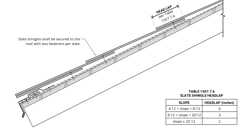 HEADLAP
Slate shingles shall be secured to the
roof with two fasteners per slate.
TABLE 1507.7.6
SLATE SHINGLE HEADLAP
SLOPE
HEADLAP (inches)
4:12 < slope < 8:12
4
8:12 < slope < 20:12
3
slope ≥ 20:12
2